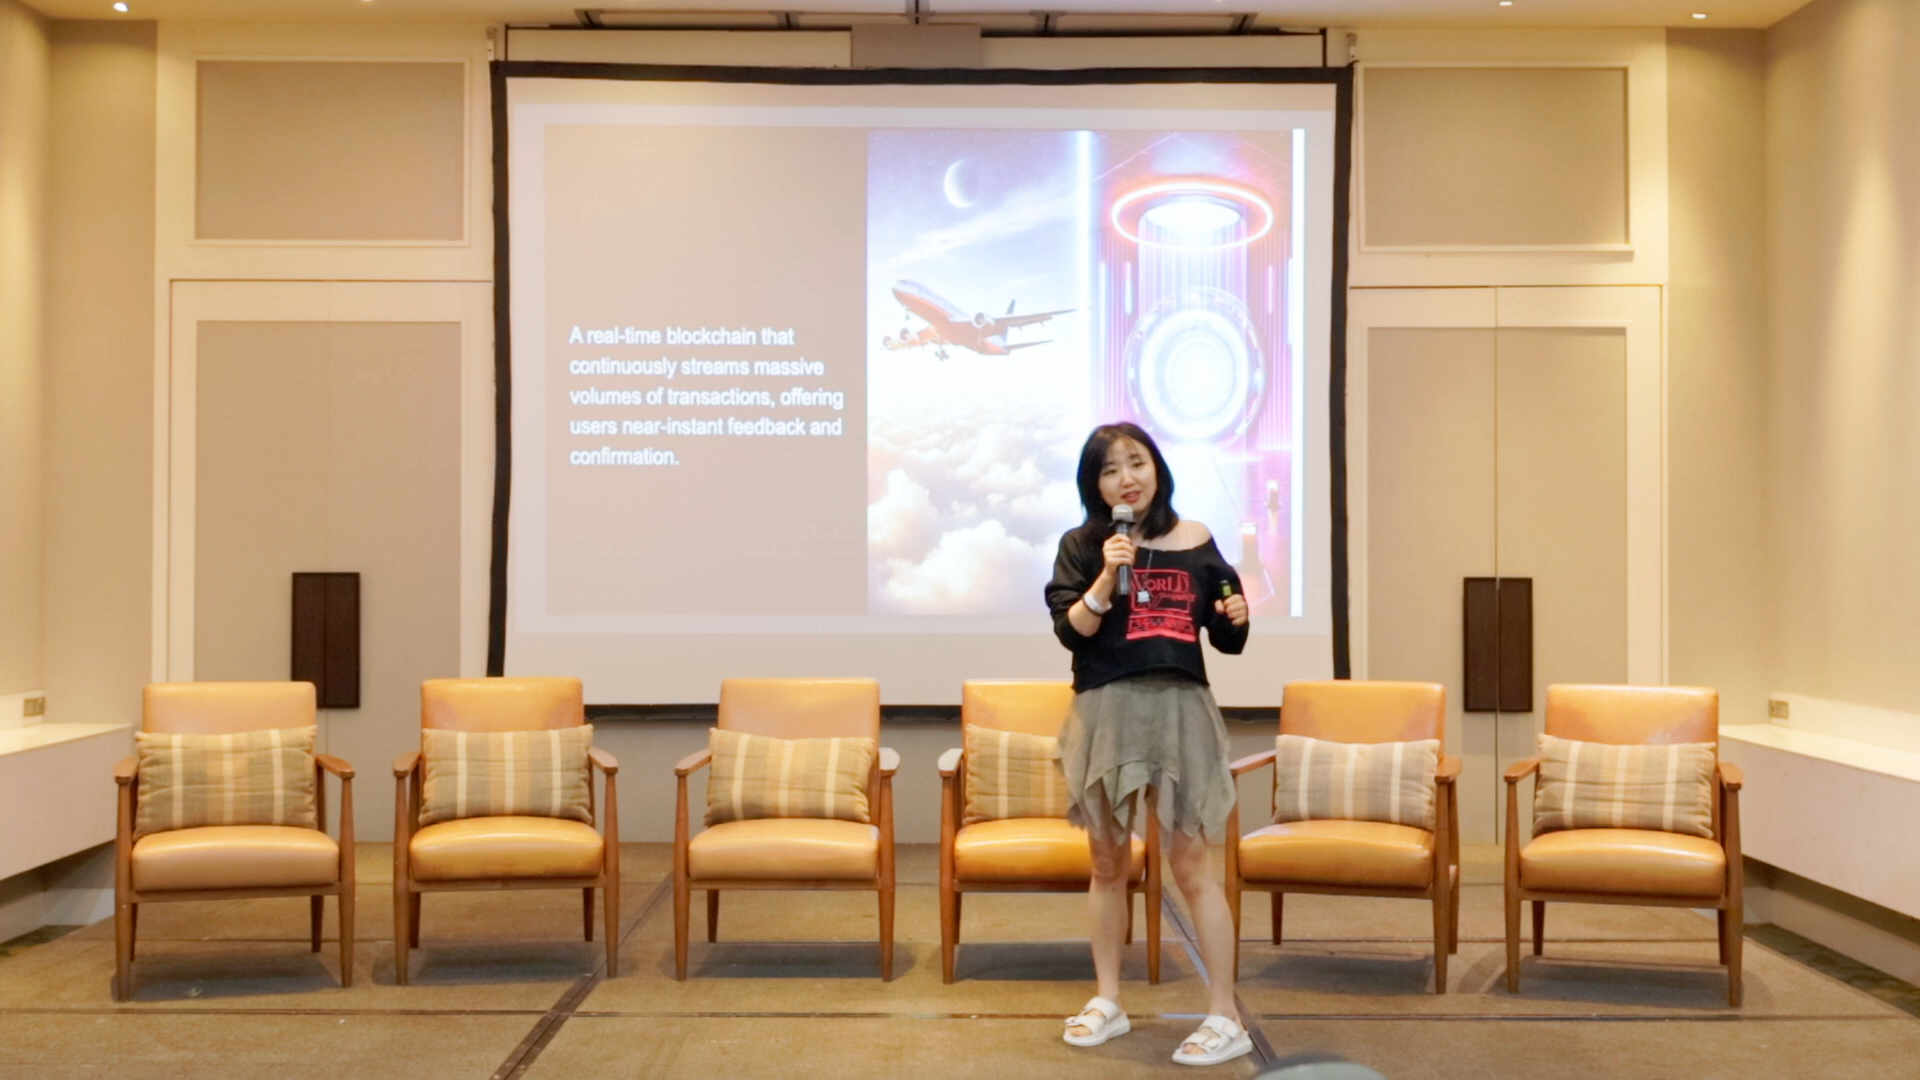 A real-time blockchain that
continuously streams massive
volumes of transactions, offering
users near-instant feedback and
confirmation.
WORLD